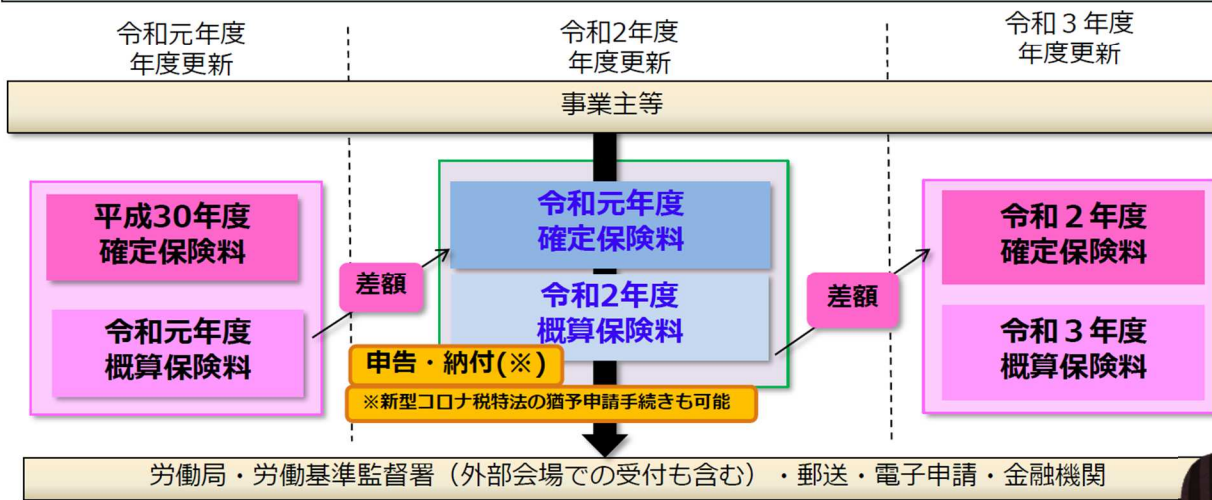 令和元年度
年度更新
令和2年度
年度更新
令和３年度
年度更新
事業主等
平成30年度
確定保険料
令和元年度
概算保険料
差額
令和元年度
確定保険料
令和2年度
概算保険料
申告・納付(※)
※新型コロナ税特法の猶予申請手続きも可能
差額
令和２年度
確定保険料
令和３年度
概算保険料
労働局・労働基準監督署（外部会場での受付も含む）・郵送・電子申請・金融機関